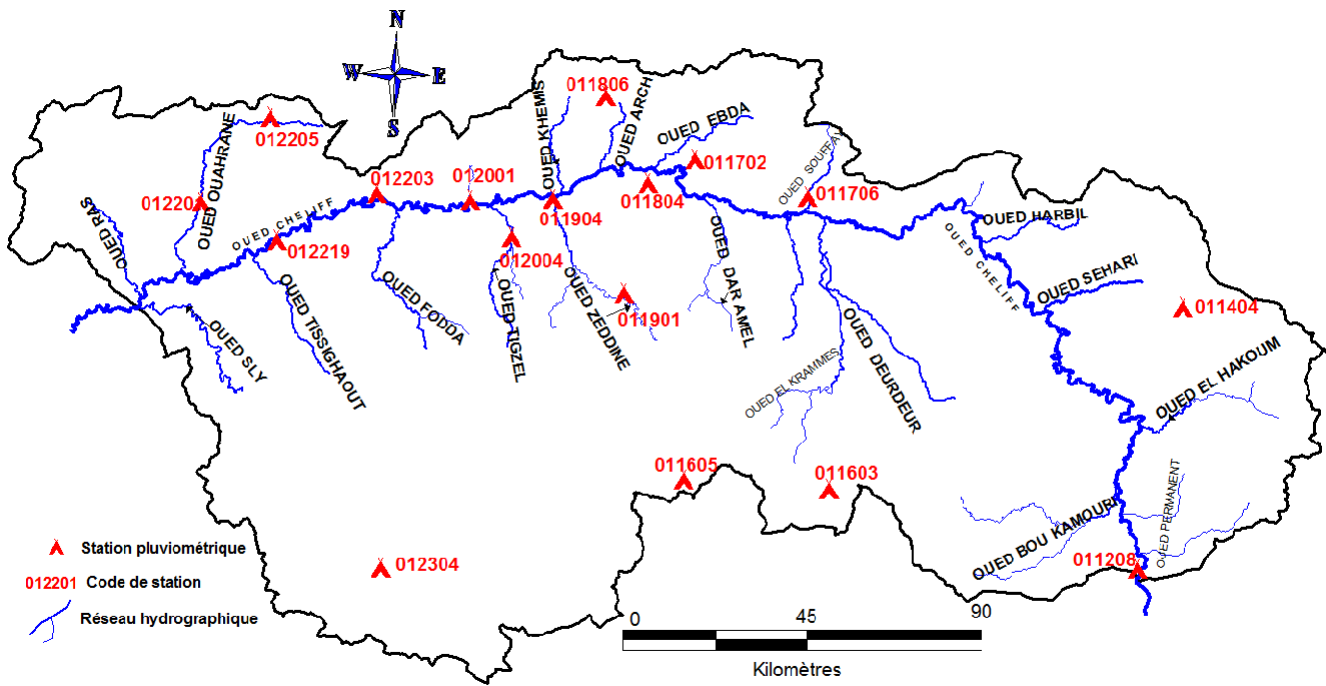 N
W
E
S
011806
OUED KHEMIS
OUED ARCH
OUED EBDA
012205
OUED OUAHRANE
011702
OUED SOUFFAY
012203
012001
011706
011804
01220
OUED RAS
OUED CHELIFF
011904
OUED HARBIL
012219
012004
OUED CHELIFF
OUED SEHARI
OUED FODDA
OUED TIGZEL
OUED ZEDDINE
011901
OUED DAR AMEL
011404
OUED TISSIGHAOUT
OUED SLY
OUED DEURDEUR
OUED EL KRAMMES
OUED EL HAKOUM
011605
011603
OUED BOU KAMOURI
OUED PERMANENT
011208
012304
Station pluviométrique
012201 Code de station
Réseau hydrographique
0 45 90
Kilomètres